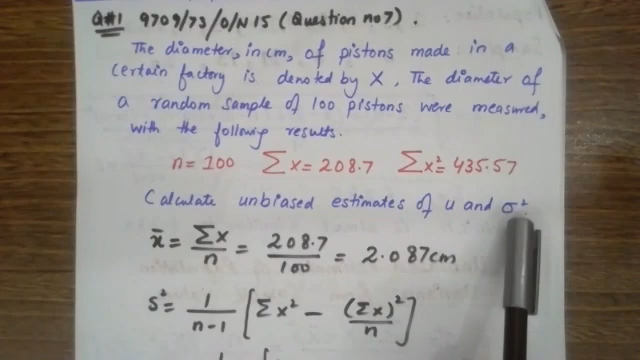 Q#1 9709/73/O/N 15 (Question no 7).
The diameter, in cm, of pistons made in a
certain factory is denoted by X. The diameter of
a random sample of 100 pistons were measured,
with the following results.
n=100 Σx=208.7 Σx²=435.57
Calculate unbiased estimates of u and σ².
x̄ = Σx/n = 208.7/100 = 2.087cm
S² = 1/(n-1) [Σx² - (Σx)²/n]